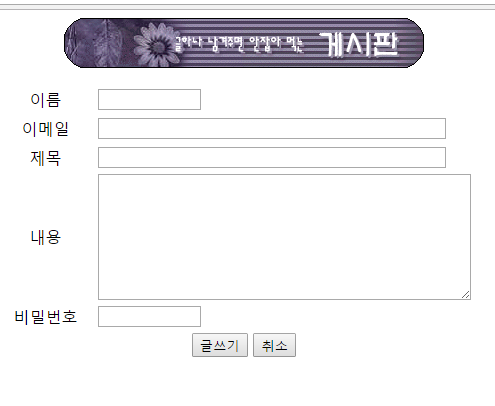 글아나 남겨주면 안잡아 먹는 게시판
이름
이메일
제목
내용
비밀번호
글쓰기 취소